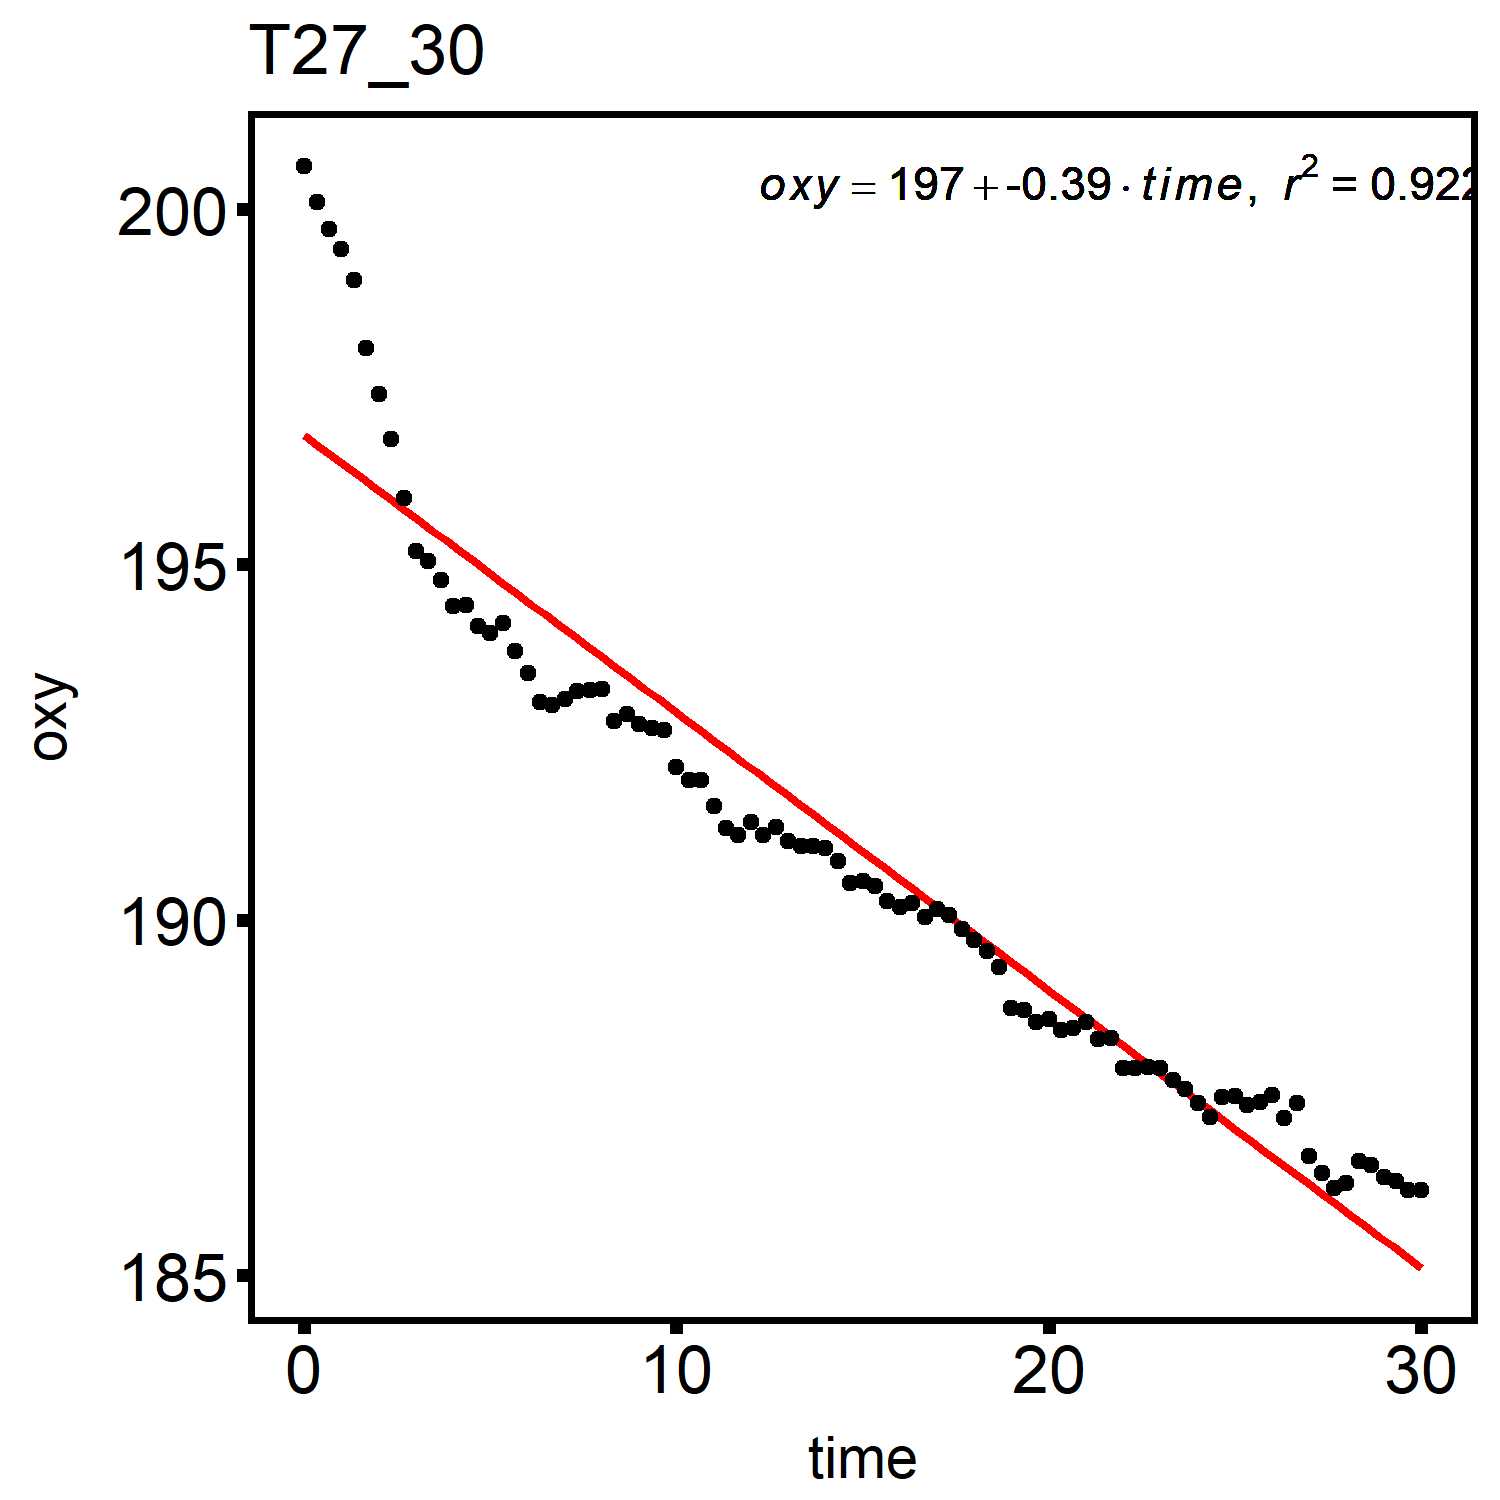 T27_30
oxy = 197 + -0.39 · time, r² = 0.922
200
195
190
185
oxy
0 10 20 30
time